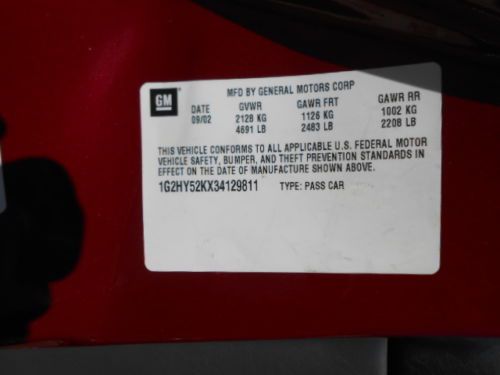 GM
MFD BY GENERAL MOTORS CORP
DATE GVWR GAWR FRT GAWR RR
09/02 2128 KG 1126 KG 1002 KG
4691 LB 2483 LB 2208 LB
THIS VEHICLE CONFORMS TO ALL APPLICABLE U.S. FEDERAL MOTOR
VEHICLE SAFETY, BUMPER, AND THEFT PREVENTION STANDARDS IN
EFFECT ON THE DATE OF MANUFACTURE SHOWN ABOVE.
1G2HY52KX34129811 TYPE: PASS CAR